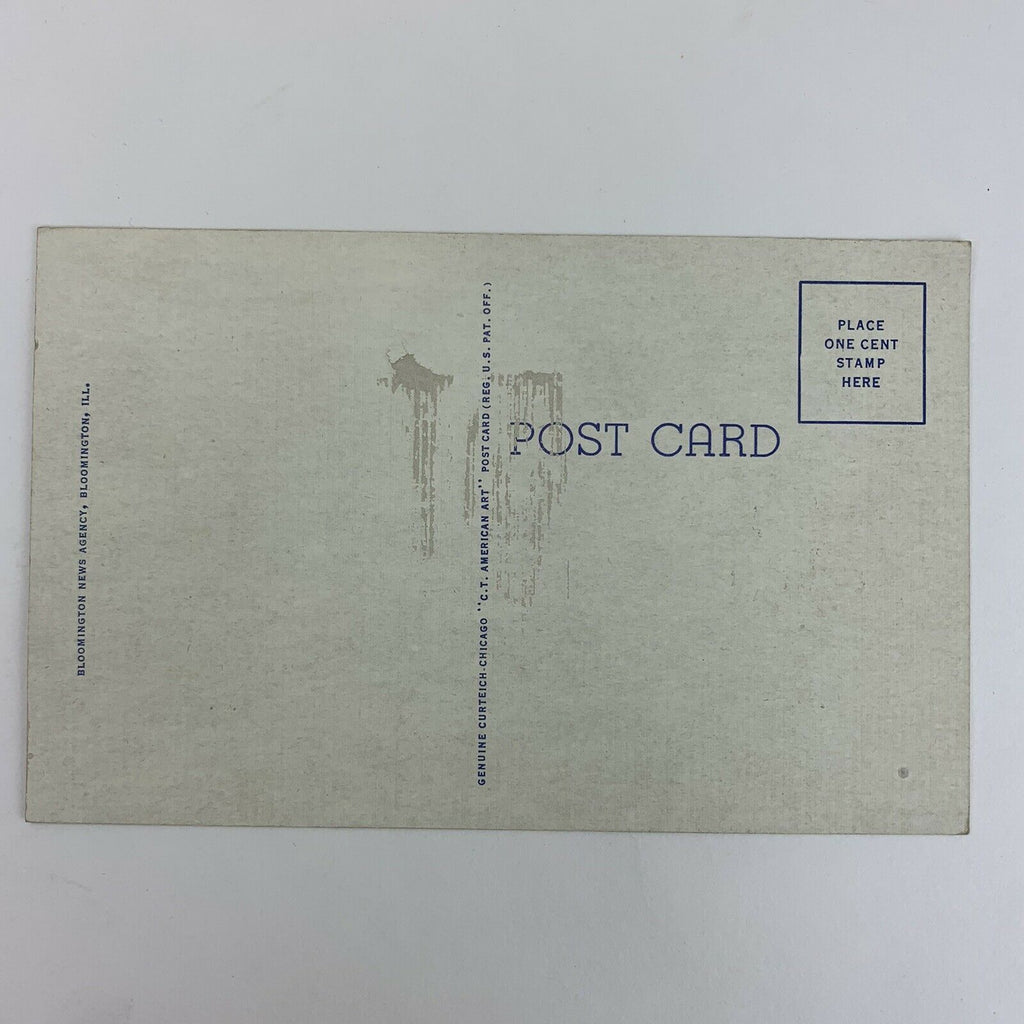 BLOOMINGTON NEWS AGENCY, BLOOMINGTON, ILL.
GENUINE CURTEICH-CHICAGO "C.T. AMERICAN ART" POST CARD (REG. U.S. PAT. OFF.)
POST CARD
PLACE
ONE CENT
STAMP
HERE